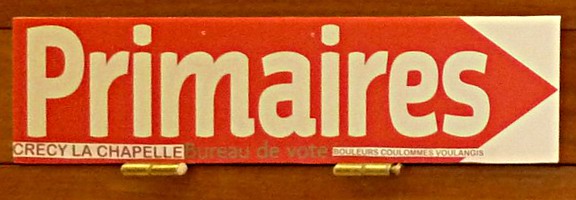 Primaires
CRECY LA CHAPELLE Bureau de vote BOULEURS COULOMMES VOULANGIS